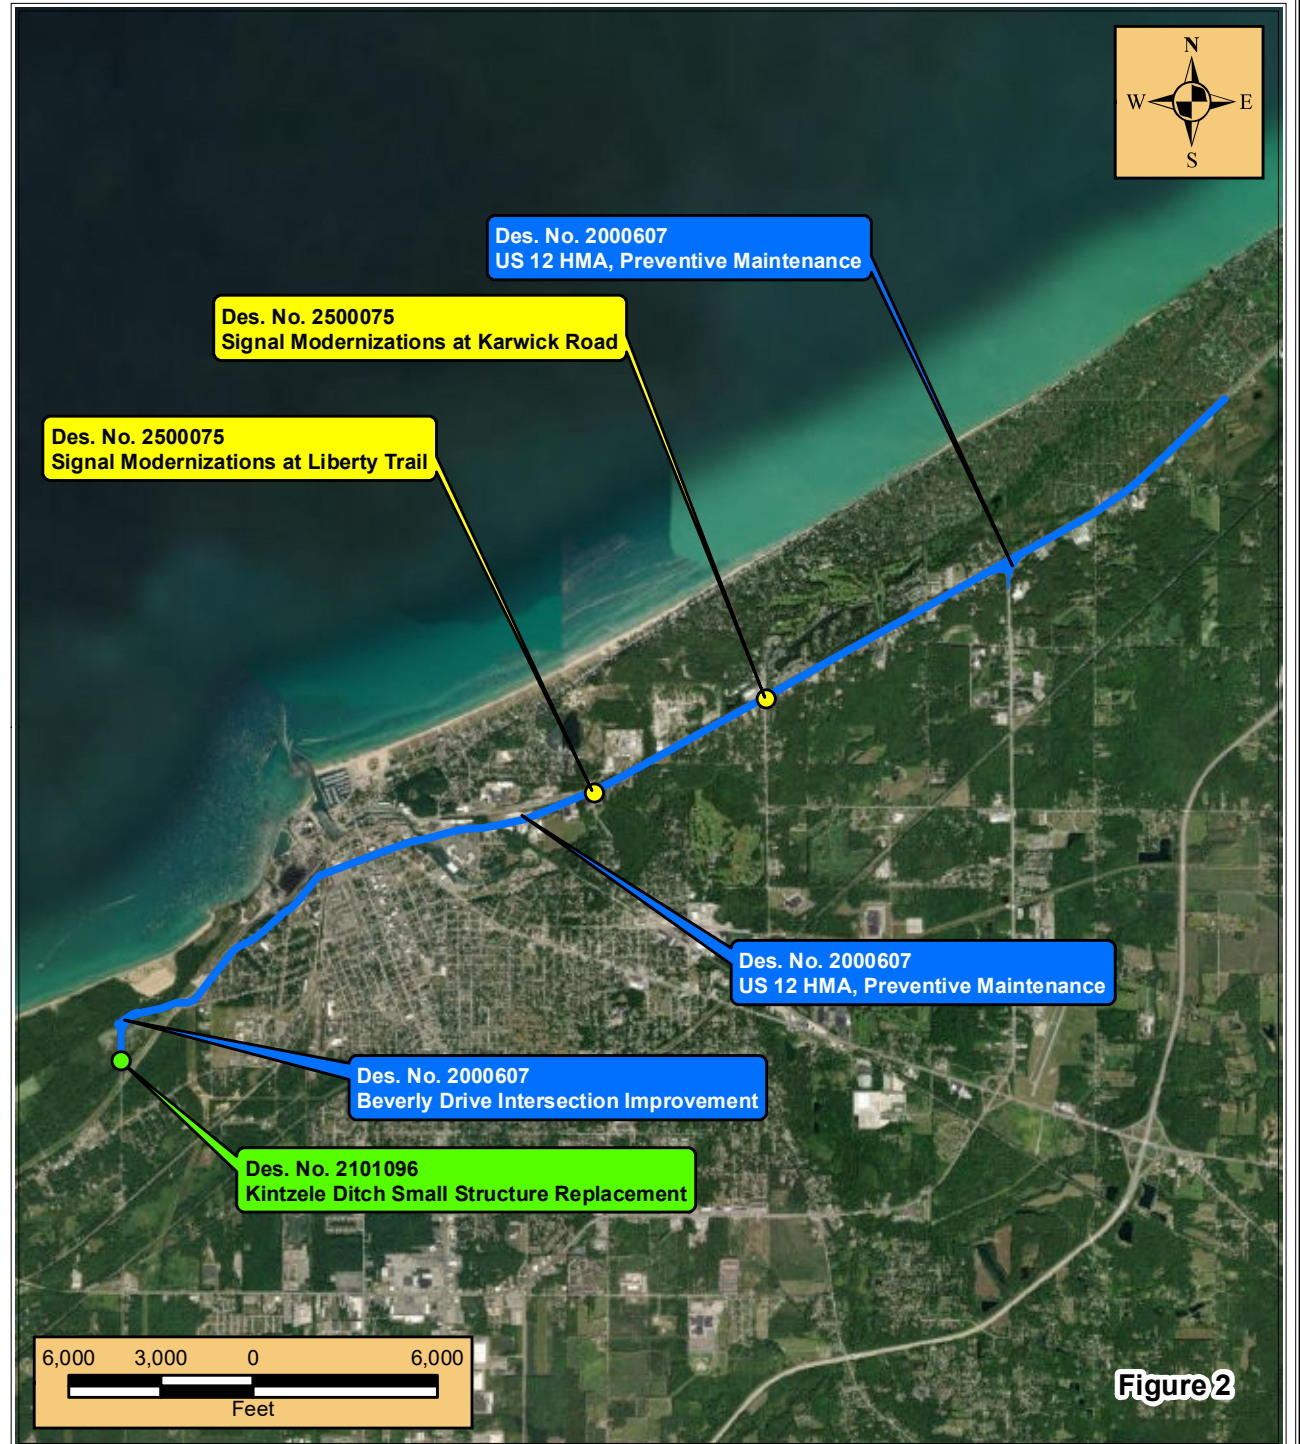 N
W E
S
Des. No. 2000607
US 12 HMA, Preventive Maintenance
Des. No. 2500075
Signal Modernizations at Karwick Road
Des. No. 2500075
Signal Modernizations at Liberty Trail
Des. No. 2000607
US 12 HMA, Preventive Maintenance
Des. No. 2000607
Beverly Drive Intersection Improvement
Des. No. 2101096
Kintzele Ditch Small Structure Replacement
6,000 3,000 0 6,000
Feet
Figure 2